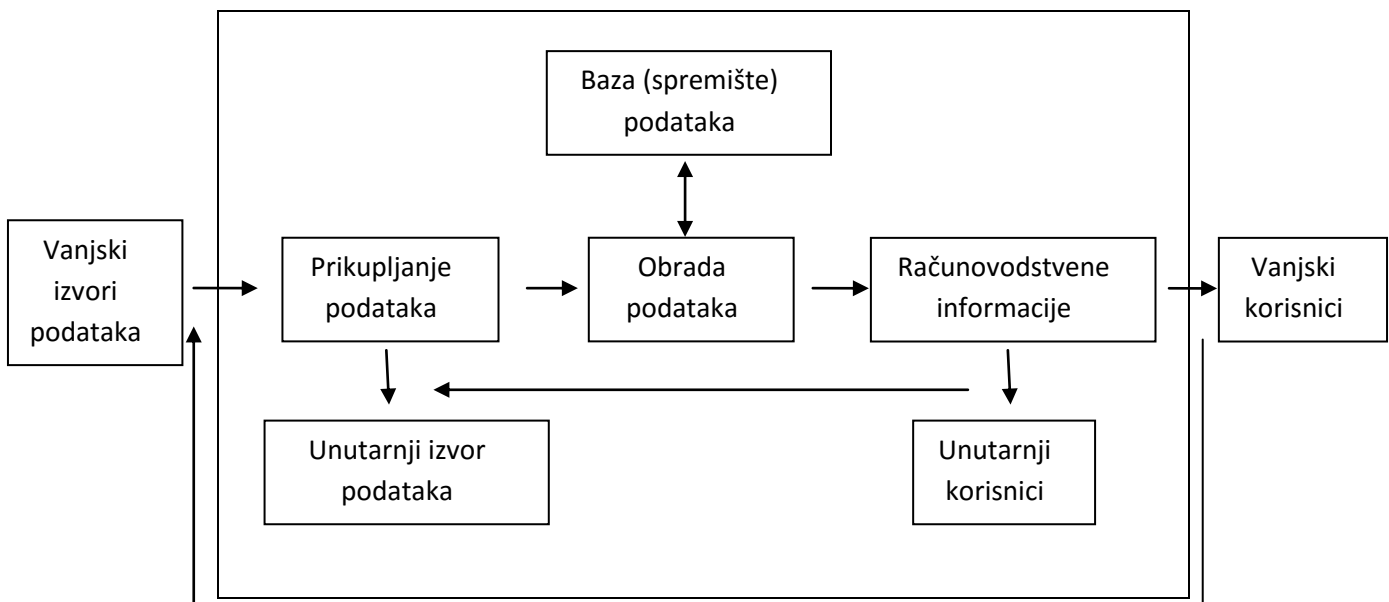 Baza (spremište)
podataka
Vanjski
izvori
podataka
Prikupljanje
podataka
Obrada
podataka
Računovodstvene
informacije
Vanjski
korisnici
Unutarnji izvor
podataka
Unutarnji
korisnici